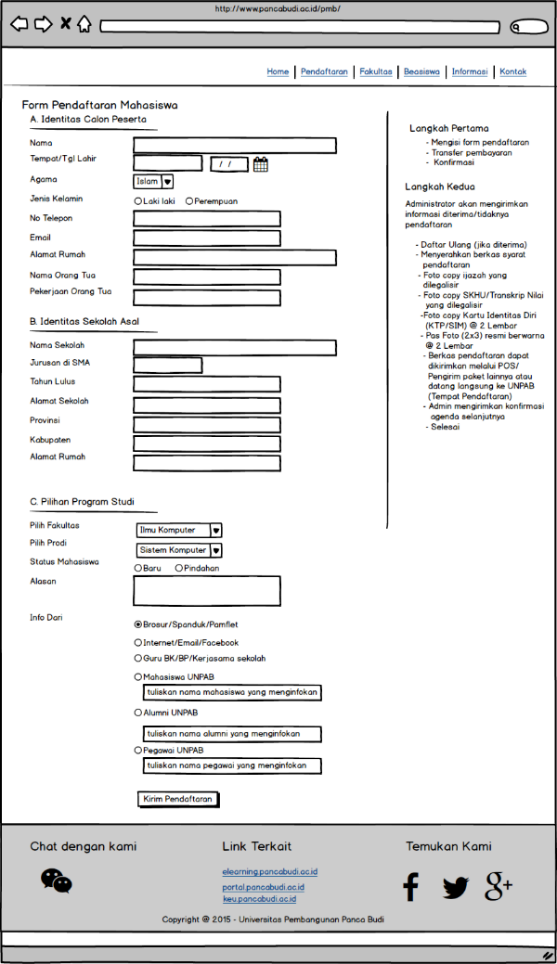 http://www.pancabudi.ac.id/pmb/
Home | Pendaftaran | Fakultas | Beasiswa | Informasi | Kontak
Form Pendaftaran Mahasiswa
A. Identitas Calon Peserta
Nama
Tempat/Tgl Lahir
/ /
Agama
Islam
Jenis Kelamin
Laki laki
Perempuan
No Telepon
Email
Alamat Rumah
Nama Orang Tua
Pekerjaan Orang Tua
B. Identitas Sekolah Asal
Nama Sekolah
Jurusan di SMA
Tahun Lulus
Alamat Sekolah
Provinsi
Kabupaten
Alamat Rumah
C. Pilihan Program Studi
Pilih Fakultas
Ilmu Komputer
Pilih Prodi
Sistem Komputer
Status Mahasiswa
Baru
Pindahan
Alasan
Info Dari
Brosur/Spanduk/Pamflet
Internet/Email/Facebook
Guru BK/BP/Kerjasama sekolah
Mahasiswa UNPAB
tuliskan nama mahasiswa yang menginfokan
Alumni UNPAB
tuliskan nama alumni yang menginfokan
Pegawai UNPAB
tuliskan nama pegawai yang menginfokan
Kirim Pendaftaran
Langkah Pertama
- Mengisi form pendaftaran
- Transfer pembayaran
- Konfirmasi
Langkah Kedua
Administrator akan mengirimkan
informasi diterima/tidaknya
pendaftaran
- Daftar Ulang (jika diterima)
- Menyerahkan berkas syarat
pendaftaran
- Foto copy ijazah yang
dilegalisir
- Foto copy SKHU/Transkrip Nilai
yang dilegalisir
-Foto copy Kartu Identitas Diri
(KTP/SIM) @ 2 Lembar
- Pas Foto (2x3) resmi berwarna
@ 2 Lembar
- Berkas pendaftaran dapat
dikirimkan melalui POS/
Pengirim paket lainnya atau
datang langsung ke UNPAB
(Tempat Pendaftaran)
- Admin mengirimkan konfirmasi
agenda selanjutnya
- Selesai
Chat dengan kami
Link Terkait
elearning.pancabudi.ac.id
portal.pancabudi.ac.id
keu.pancabudi.ac.id
Temukan Kami
f
g+
Copyright @ 2015 - Universitas Pembangunan Panca Budi